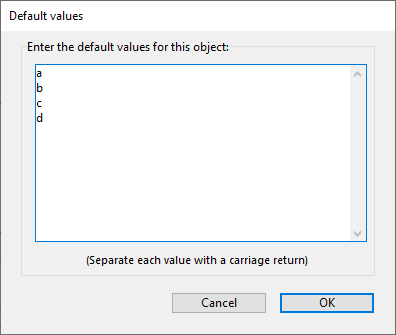 Default values
Enter the default values for this object:
a
b
c
d
(Separate each value with a carriage return)
Cancel
OK